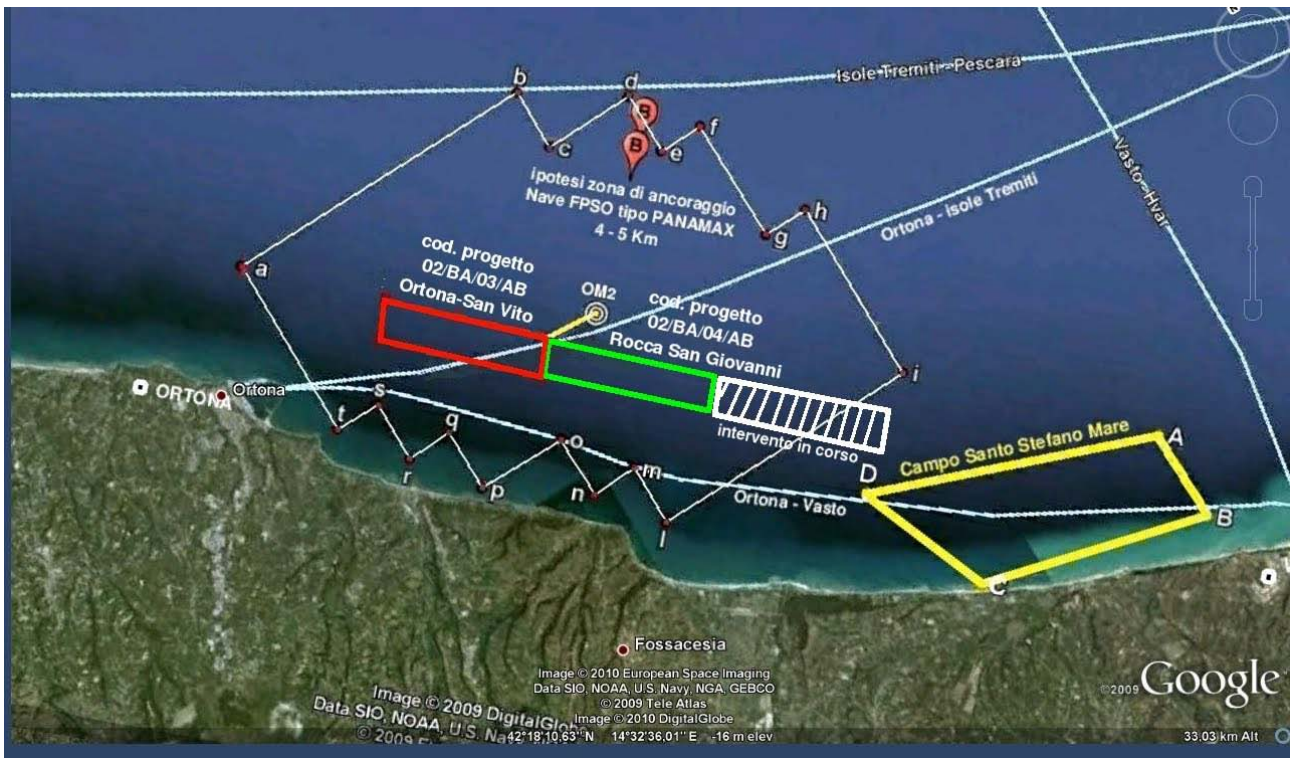 b
d
Isole Tremiti - Pescara
B
B
f
c
e
ipotesi zona di ancoraggio
Nave FPSO tipo PANAMAX
4 - 5 Km
Vasto - Hvar
Ortona - isole Tremiti
h
g
a
cod. progetto
02/BA/03/AB
Ortona-San Vito
OM2
cod. progetto
02/BA/04/AB
Rocca San Giovanni
i
ORTONA
Ortona
s
t
q
o
intervento in corso
r
p
n
m
l
Ortona - Vasto
Campo Santo Stefano Mare
A
D
B
C
Fossacesia
Image © 2010 European Space Imaging
Data SIO, NOAA, U.S. Navy, NGA, GEBCO
© 2009 Tele Atlas
Image © 2010 DigitalGlobe
Image © 2009 DigitalGlobe
Data SIO, NOAA, U.S. Nav
© 2009
©2009 Google
42°18'10.63" N 14°32'36.01" E -16 m elev
33.03 km Alt